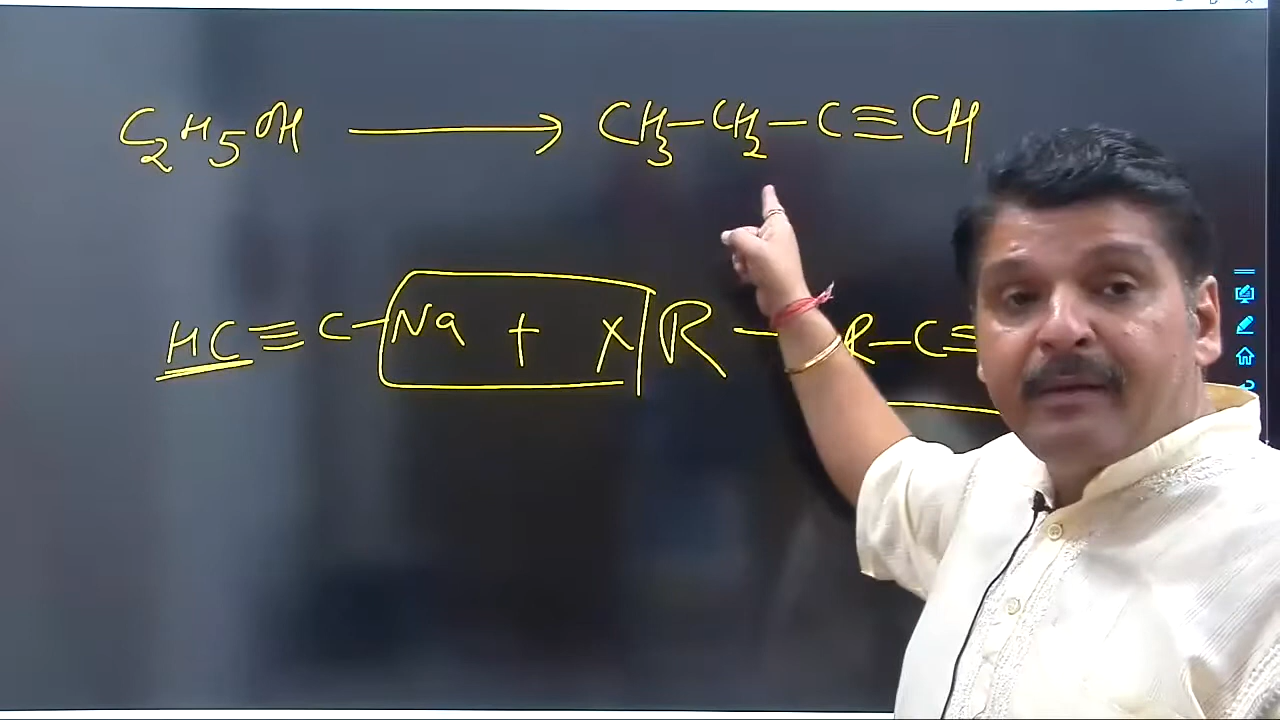 C₂H₅OH ⟶ CH₃–CH₂–C≡CH
HC≡C–Na + X R – R–C≡